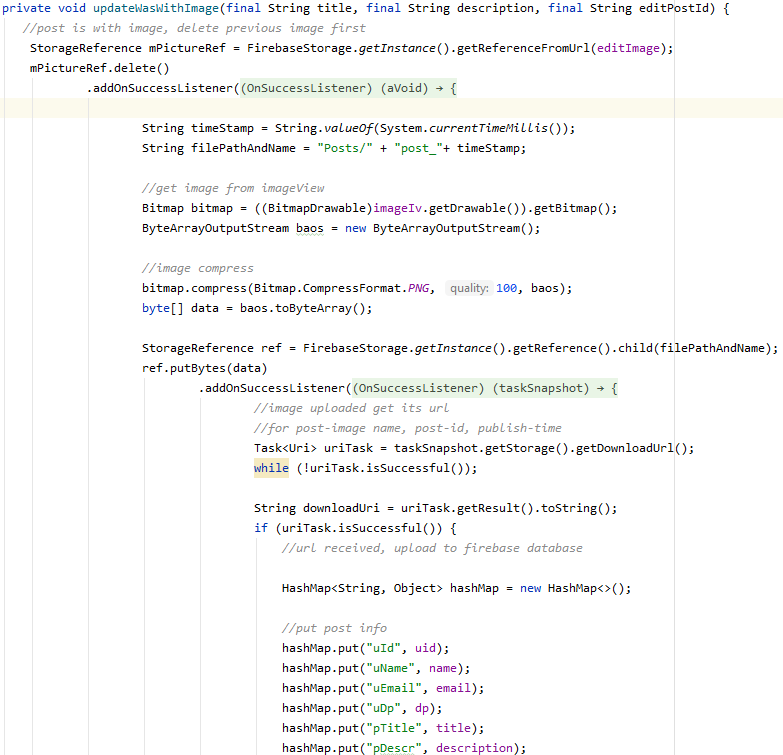 private void updateWasWithImage(final String title, final String description, final String editPostId) {
//post is with image, delete previous image first
StorageReference mPictureRef = FirebaseStorage.getInstance().getReferenceFromUrl(editImage);
mPictureRef.delete()
.addOnSuccessListener((OnSuccessListener) (aVoid) → {
String timeStamp = String.valueOf(System.currentTimeMillis());
String filePathAndName = "Posts/" + "post_"+ timeStamp;
//get image from imageView
Bitmap bitmap = ((BitmapDrawable)imageIv.getDrawable()).getBitmap();
ByteArrayOutputStream baos = new ByteArrayOutputStream();
//image compress
bitmap.compress(Bitmap.CompressFormat.PNG, quality: 100, baos);
byte[] data = baos.toByteArray();
StorageReference ref = FirebaseStorage.getInstance().getReference().child(filePathAndName);
ref.putBytes(data)
.addOnSuccessListener((OnSuccessListener) (taskSnapshot) → {
//image uploaded get its url
//for post-image name, post-id, publish-time
Task<Uri> uriTask = taskSnapshot.getStorage().getDownloadUrl();
while (!uriTask.isSuccessful());
String downloadUri = uriTask.getResult().toString();
if (uriTask.isSuccessful()) {
//url received, upload to firebase database
HashMap<String, Object> hashMap = new HashMap<>();
//put post info
hashMap.put("uId", uid);
hashMap.put("uName", name);
hashMap.put("uEmail", email);
hashMap.put("uDp", dp);
hashMap.put("pTitle", title);
hashMap.put("pDescr", description);